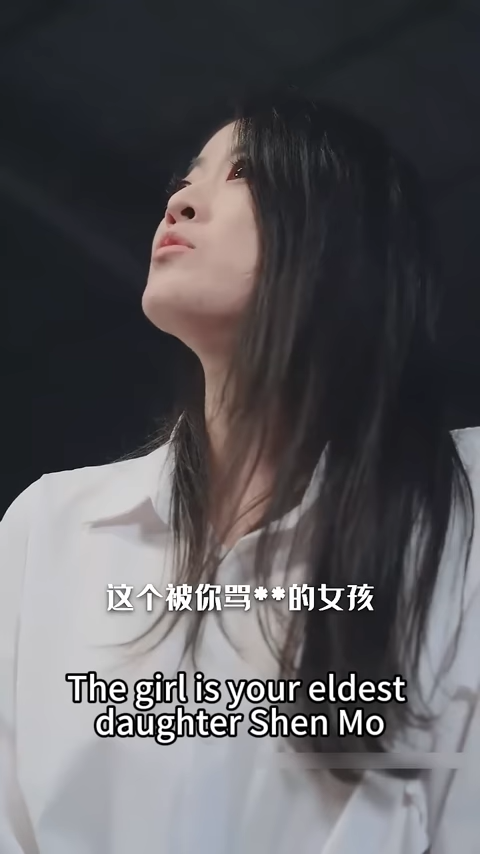 这个被你骂**的女孩
The girl is your eldest
daughter Shen Mo